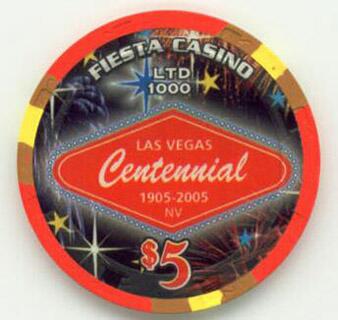 FIESTA CASINO
LTD
1000
LAS VEGAS
Centennial
1905-2005
NV
$5